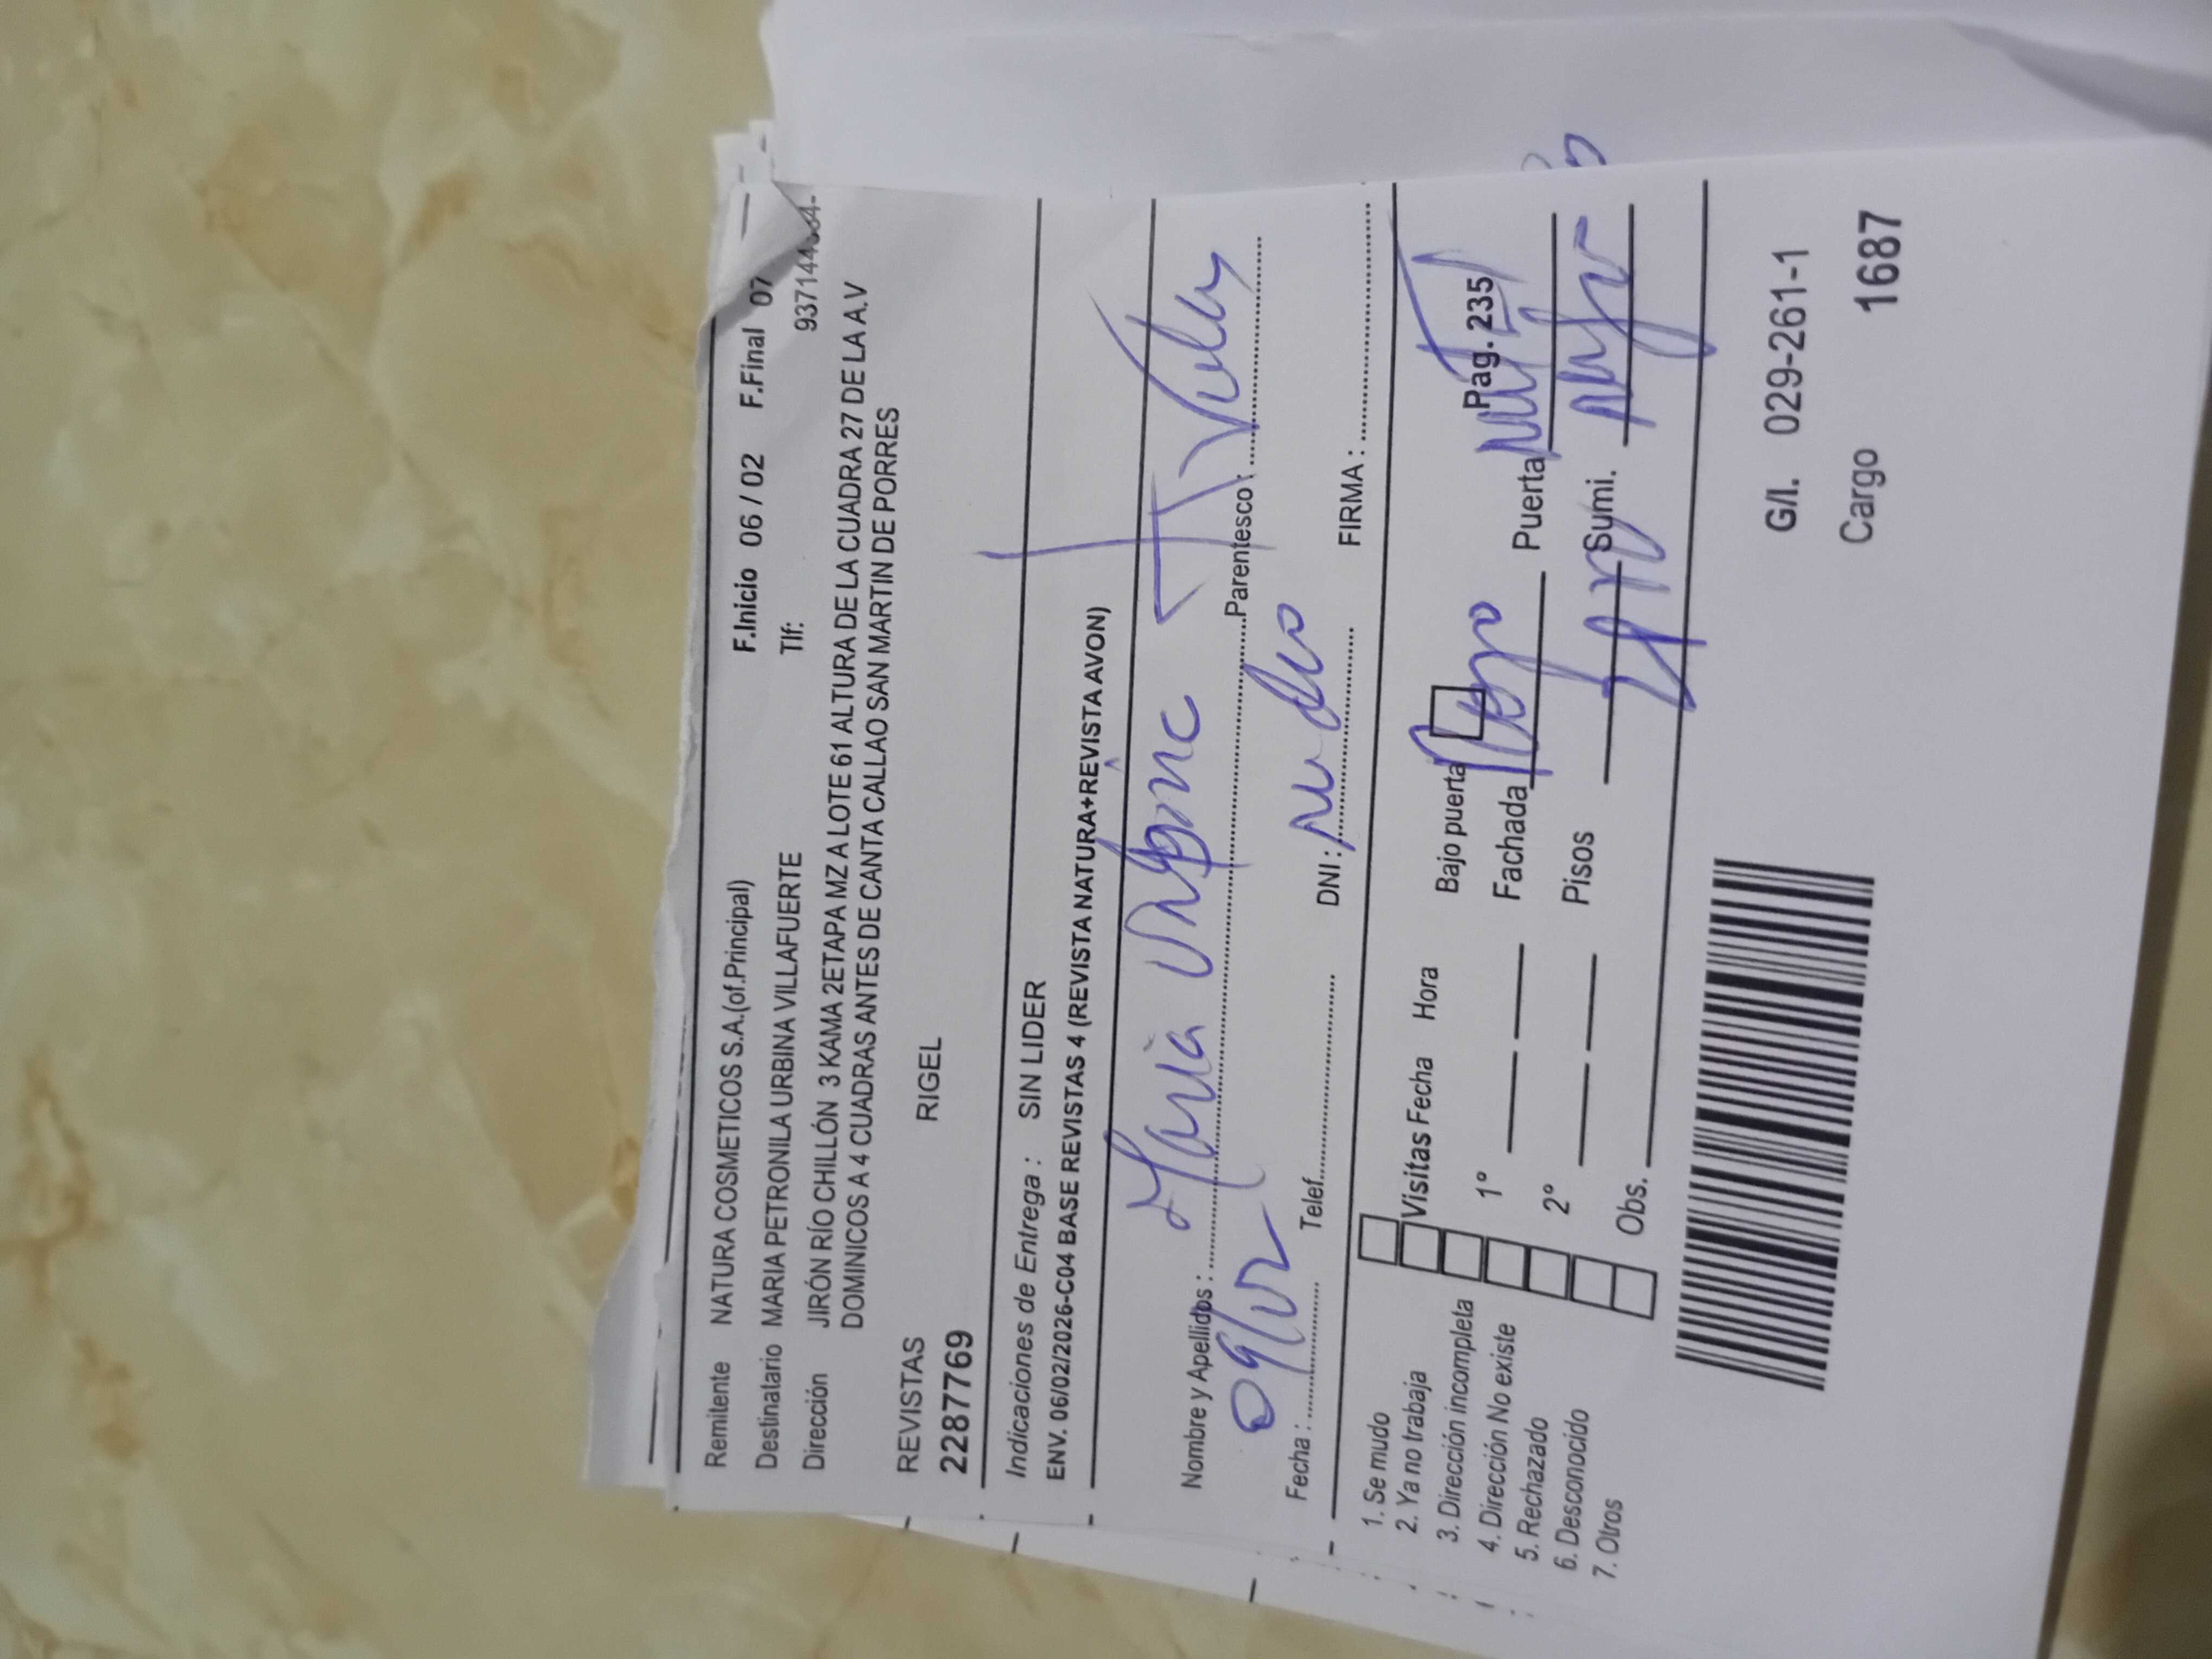 F.Inicio 06 / 02 F.Final 07
Remitente NATURA COSMETICOS S.A.(of.Principal)
Tlf:
Destinatario MARIA PETRONILA URBINA VILLAFUERTE
Dirección JIRÓN RÍO CHILLÓN 3 KAMA 2ETAPA MZ A LOTE 61 ALTURA DE LA CUADRA 27 DE LA A.V
DOMINICOS A 4 CUADRAS ANTES DE CANTA CALLAO SAN MARTIN DE PORRES
REVISTAS RIGEL
2287769
Indicaciones de Entrega : SIN LIDER
ENV. 06/02/2026-C04 BASE REVISTAS 4 (REVISTA NATURA+REVISTA AVON)
Nombre y Apellidos : Maria Parentesco :
Fecha : 09/02 Telef. DNI : FIRMA :
1. Se mudo
2. Ya no trabaja
3. Dirección incompleta
4. Dirección No existe
5. Rechazado
6. Desconocido
7. Otros
Visitas Fecha Hora Bajo puerta Pág. 235
1° Fachada Puerta
2° Pisos Sumi.
Obs.
G/I. 029-2261-1
Cargo 1687